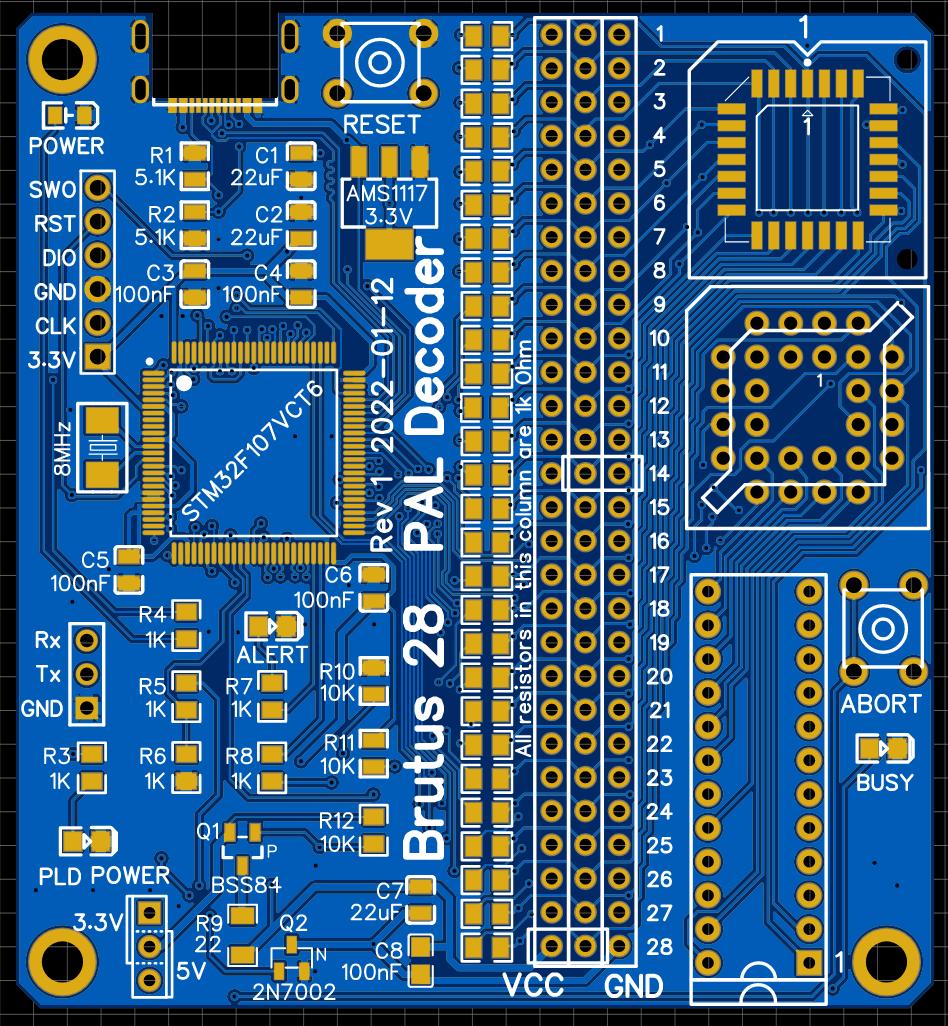 1
POWER
RESET
SWO
RST
DIO
GND
CLK
3.3V
R1
5.1K
R2
5.1K
C3
100nF
C1
22uF
C2
22uF
C4
100nF
AMS1117
3.3V
8MHz
STM32F107VCT6
Rev 1 2022-01-12
Brutus 28 PAL Decoder
All resistors in this column are 1k Ohm
1
2
3
4
5
6
7
8
9
10
11
12
13
14
15
16
17
18
19
20
21
22
23
24
25
26
27
28
1
1
C5
100nF
C6
100nF
R4
1K
ALERT
Rx
Tx
GND
R5
1K
R7
1K
R10
10K
R3
1K
R6
1K
R8
1K
R11
10K
R12
10K
Q1
P
BSS84
PLD POWER
3.3V
5V
R9
22
Q2
N
2N7002
C7
22uF
C8
100nF
VCC
GND
ABORT
BUSY
1